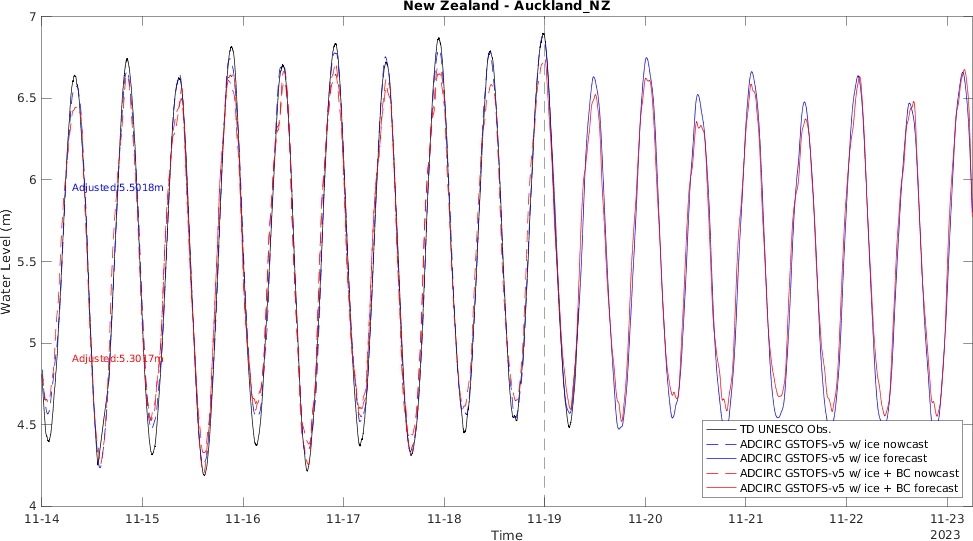 New Zealand - Auckland_NZ
7
6.5
6
5.5
5
4.5
4
Water Level (m)
Adjusted:5.5018m
Adjusted:5.3017m
TD UNESCO Obs.
ADCIRC GSTOFS-v5 w/ ice nowcast
ADCIRC GSTOFS-v5 w/ ice forecast
ADCIRC GSTOFS-v5 w/ ice + BC nowcast
ADCIRC GSTOFS-v5 w/ ice + BC forecast
11-14 11-15 11-16 11-17 11-18 11-19 11-20 11-21 11-22 11-23
Time
2023